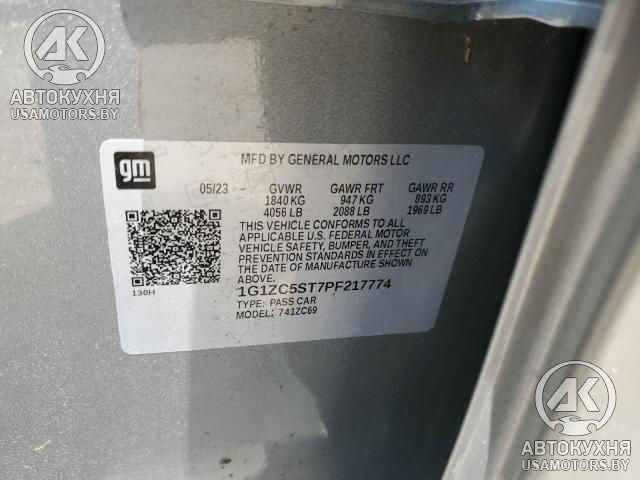 AK
АВТОКУХНЯ
USAMOTORS.BY
gm
MFD BY GENERAL MOTORS LLC
05/23 GVWR GAWR FRT GAWR RR
1840 KG 947 KG 893 KG
4056 LB 2088 LB 1969 LB
THIS VEHICLE CONFORMS TO ALL
APPLICABLE U.S. FEDERAL MOTOR
VEHICLE SAFETY, BUMPER, AND THEFT
PREVENTION STANDARDS IN EFFECT ON
THE DATE OF MANUFACTURE SHOWN
ABOVE.
130H
1G1ZC5ST7PF217774
TYPE: PASS CAR
MODEL: 741ZC69
AK
АВТОКУХНЯ
USAMOTORS.BY